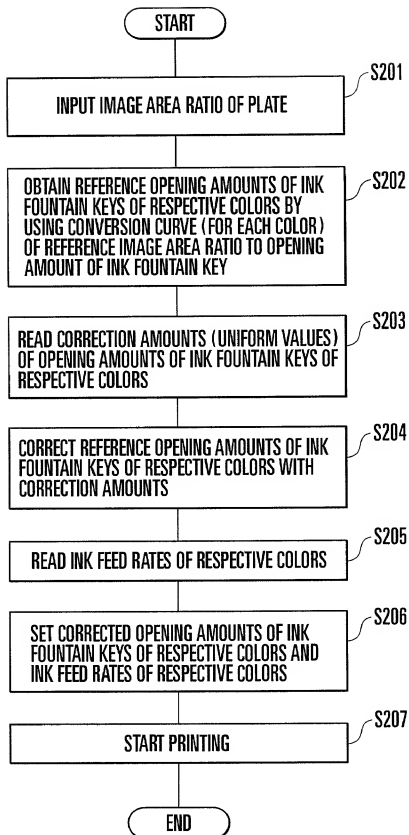 START
S201
INPUT IMAGE AREA RATIO OF PLATE
S202
OBTAIN REFERENCE OPENING AMOUNTS OF INK
FOUNTAIN KEYS OF RESPECTIVE COLORS BY
USING CONVERSION CURVE (FOR EACH COLOR)
OF REFERENCE IMAGE AREA RATIO TO OPENING
AMOUNT OF INK FOUNTAIN KEY
S203
READ CORRECTION AMOUNTS (UNIFORM VALUES)
OF OPENING AMOUNTS OF INK FOUNTAIN KEYS OF
RESPECTIVE COLORS
S204
CORRECT REFERENCE OPENING AMOUNTS OF INK
FOUNTAIN KEYS OF RESPECTIVE COLORS WITH
CORRECTION AMOUNTS
S205
READ INK FEED RATES OF RESPECTIVE COLORS
S206
SET CORRECTED OPENING AMOUNTS OF INK
FOUNTAIN KEYS OF RESPECTIVE COLORS AND
INK FEED RATES OF RESPECTIVE COLORS
S207
START PRINTING
END